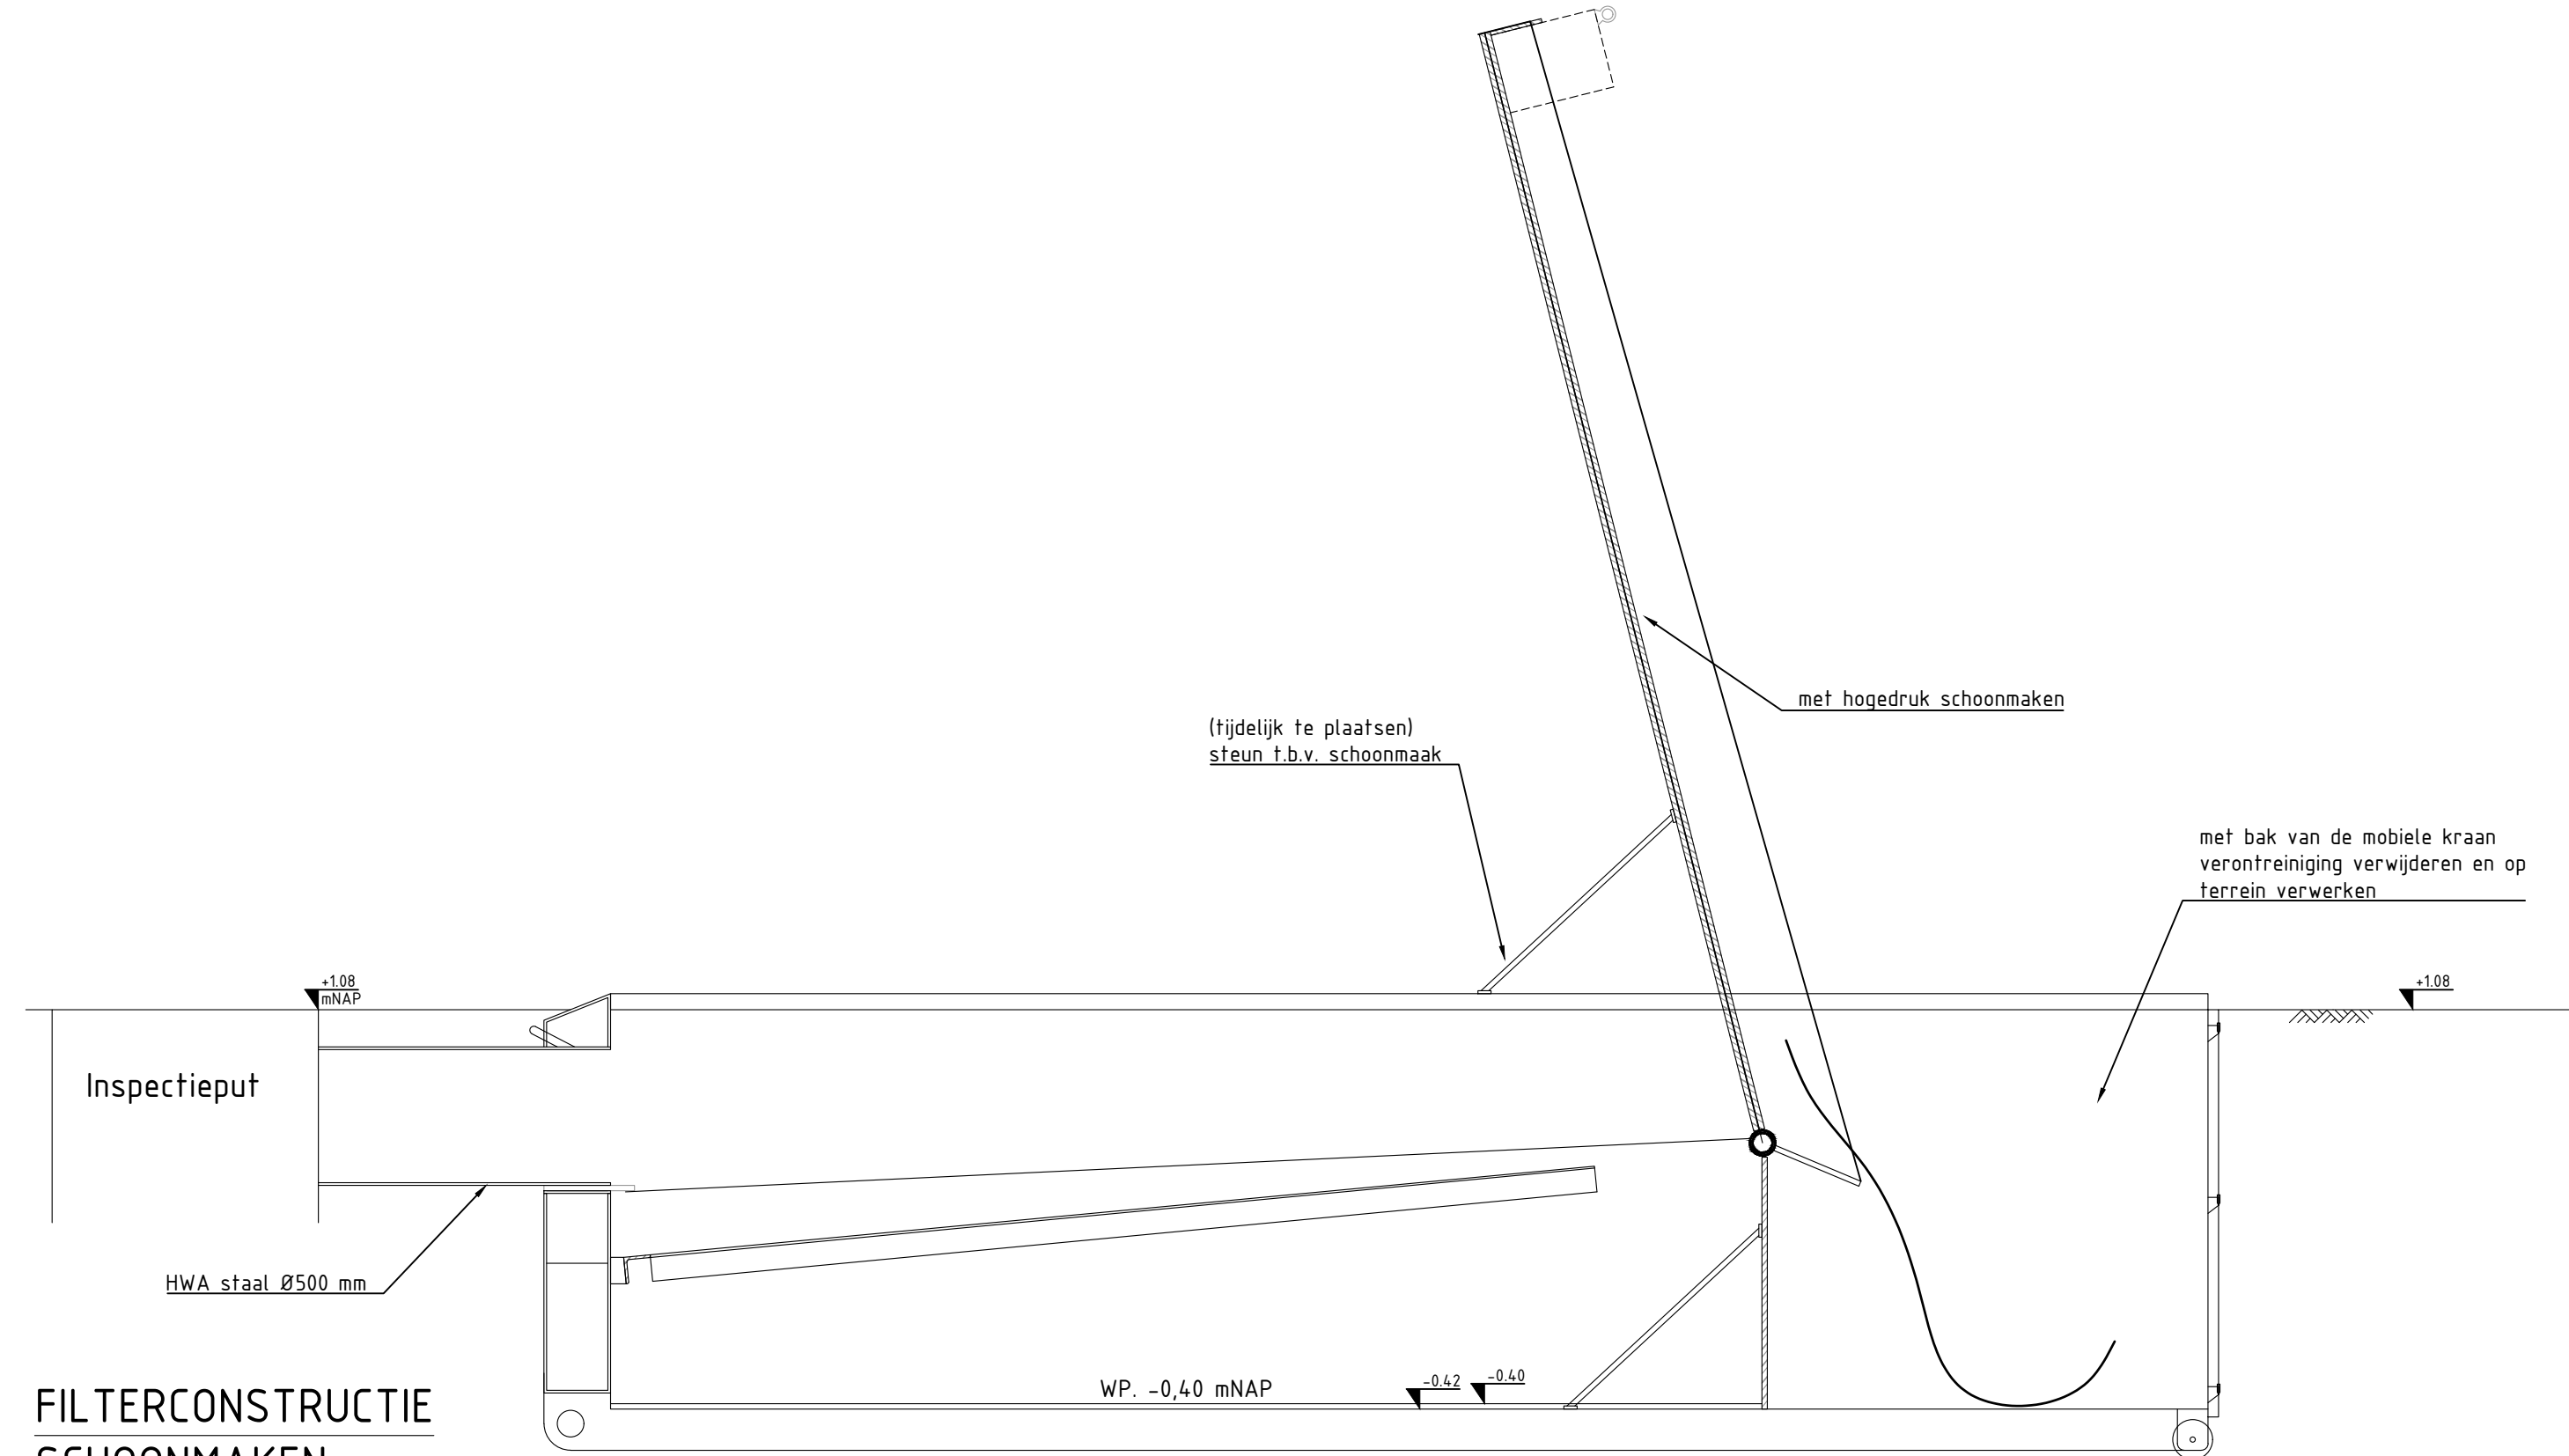 met hogedruk schoonmaken
(tijdelijk te plaatsen)
steun t.b.v. schoonmaak
met bak van de mobiele kraan
verontreiniging verwijderen en op
terrein verwerken
+1.08
mNAP
+1.08
Inspectieput
HWA staal Ø500 mm
WP. -0,40 mNAP
-0.42
-0.40
FILTERCONSTRUCTIE
SCHOONMAKEN